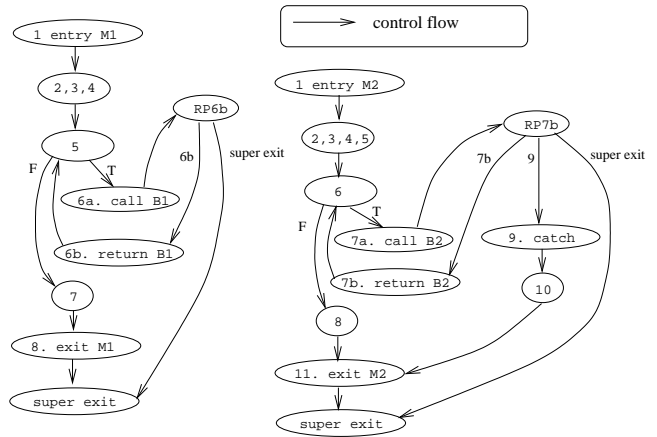 control flow
1 entry M1
2,3,4
5
RP6b
6b
super exit
F
T
6a. call B1
6b. return B1
7
8. exit M1
super exit
1 entry M2
2,3,4,5
6
RP7b
7b
9
super exit
F
T
7a. call B2
9. catch
7b. return B2
10
8
11. exit M2
super exit